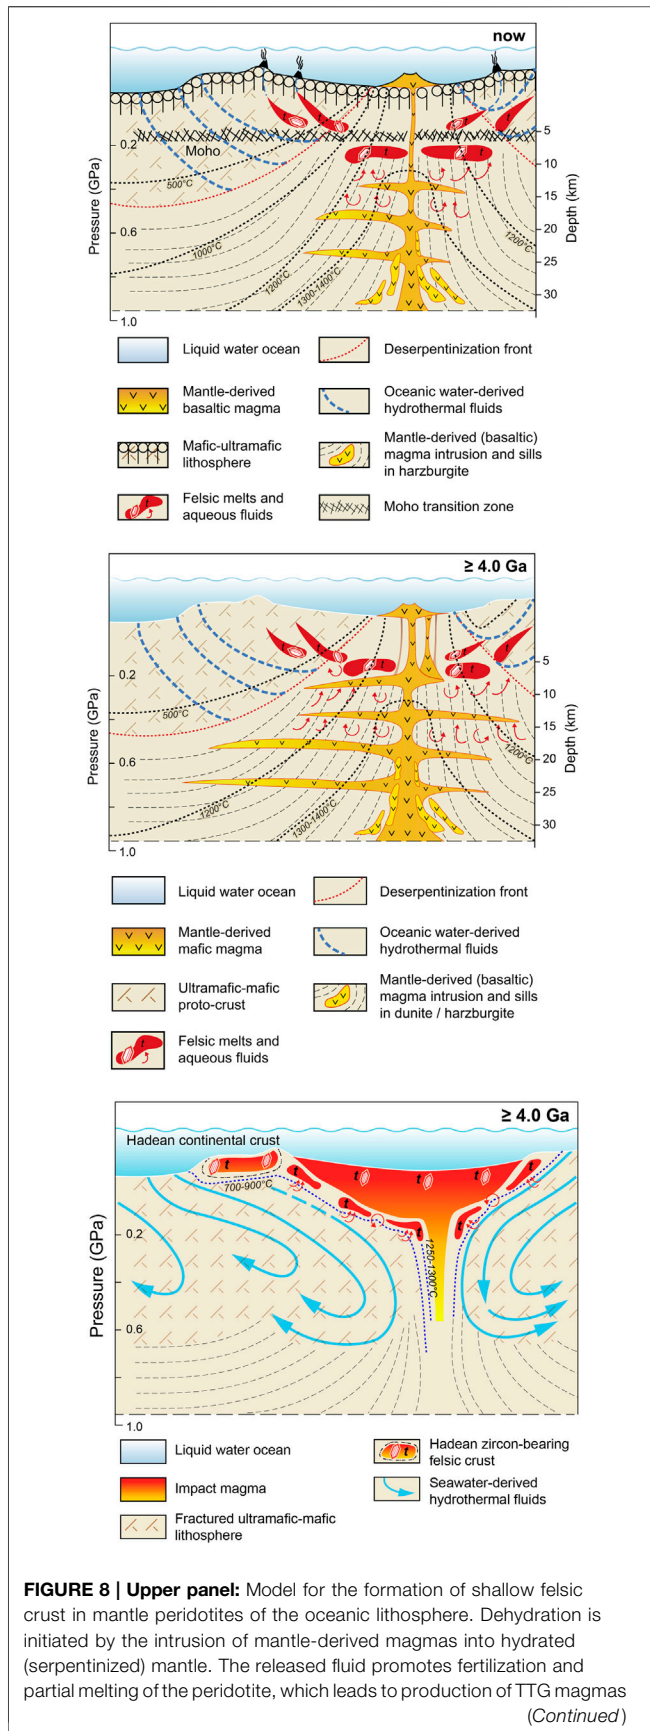 now
5
0.2
Moho
t
t
10
500°C
15
Pressure (GPa)
Depth (km)
0.6
1000°C
1200°C
1300-1400°C
1200°C
20
25
30
1.0
Liquid water ocean
Deserpentinization front
Mantle-derived
basaltic magma
Oceanic water-derived
hydrothermal fluids
Mafic-ultramafic
lithosphere
Mantle-derived (basaltic)
magma intrusion and sills
in harzburgite
t
Felsic melts and
aqueous fluids
Moho transition zone
≥ 4.0 Ga
5
0.2
t
t
10
500°C
15
Pressure (GPa)
Depth (km)
0.6
1200°C
1300-1400°C
1200°C
20
25
30
1.0
Liquid water ocean
Deserpentinization front
Mantle-derived
mafic magma
Oceanic water-derived
hydrothermal fluids
Ultramafic-mafic
proto-crust
Mantle-derived (basaltic)
magma intrusion and sills
in dunite / harzburgite
t
Felsic melts and
aqueous fluids
≥ 4.0 Ga
Hadean continental crust
t
t
t
t
t
t
t
700-900°C
0.2
1250-1300°C
Pressure (GPa)
0.6
1.0
Liquid water ocean
t
Hadean zircon-bearing
felsic crust
Impact magma
Seawater-derived
hydrothermal fluids
Fractured ultramafic-mafic
lithosphere
FIGURE 8 | Upper panel: Model for the formation of shallow felsic
crust in mantle peridotites of the oceanic lithosphere. Dehydration is
initiated by the intrusion of mantle-derived magmas into hydrated
(serpentinized) mantle. The released fluid promotes fertilization and
partial melting of the peridotite, which leads to production of TTG magmas
(Continued)